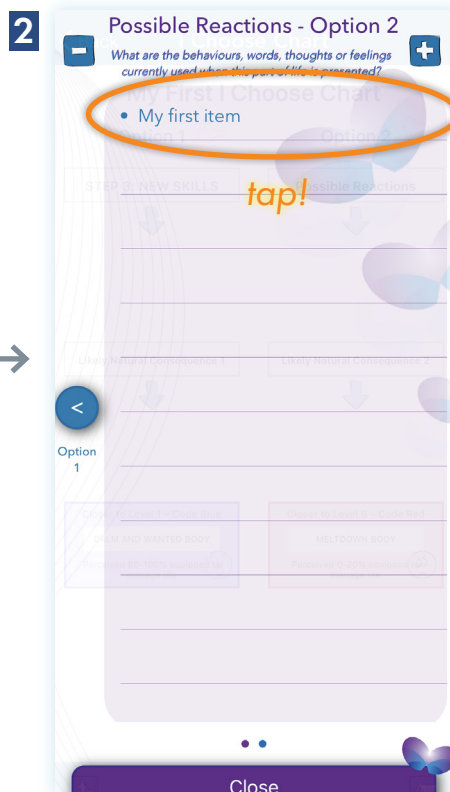 2
Possible Reactions - Option 2
What are the behaviours, words, thoughts or feelings
currently used when this part of life is presented?
My First I Choose Chart
• My first item
Option 1 Option 2
STEP 3: NEW SKILLS Possible Reactions
tap!
Likely Natural Consequence 1 Likely Natural Consequence 2
<
Option
1
Closer to Level 1 - Code Blue Closer to Level 5 - Code Red
CALM AND WANTED BODY MELTDOWN BODY
Close